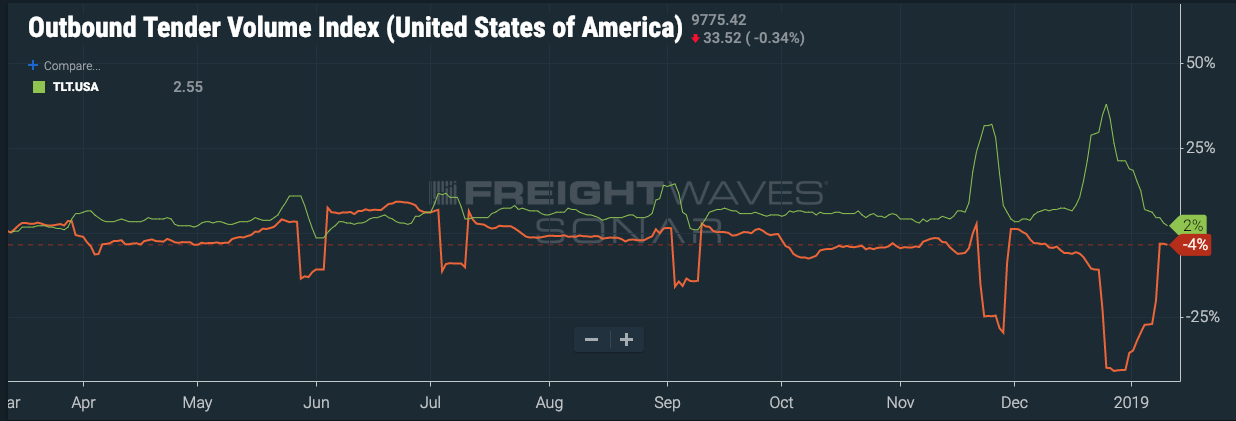 Outbound Tender Volume Index (United States of America) 9775.42
33.52 ( -0.34%)
+ Compare...
TLT.USA 2.55
50%
25%
FREIGHTWAVES
SONAR
2%
-4%
-25%
− +
ar Apr May Jun Jul Aug Sep Oct Nov Dec 2019